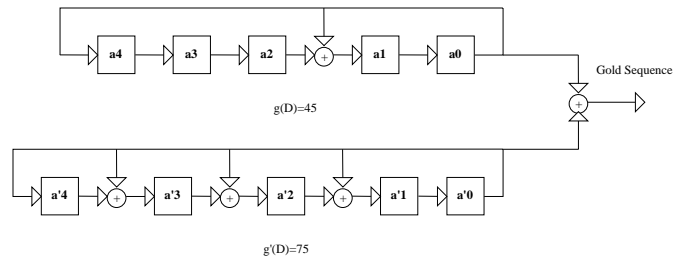 a4 a3 a2 + a1 a0
Gold Sequence
+
g(D)=45
a'4 + a'3 + a'2 + a'1 a'0
g'(D)=75